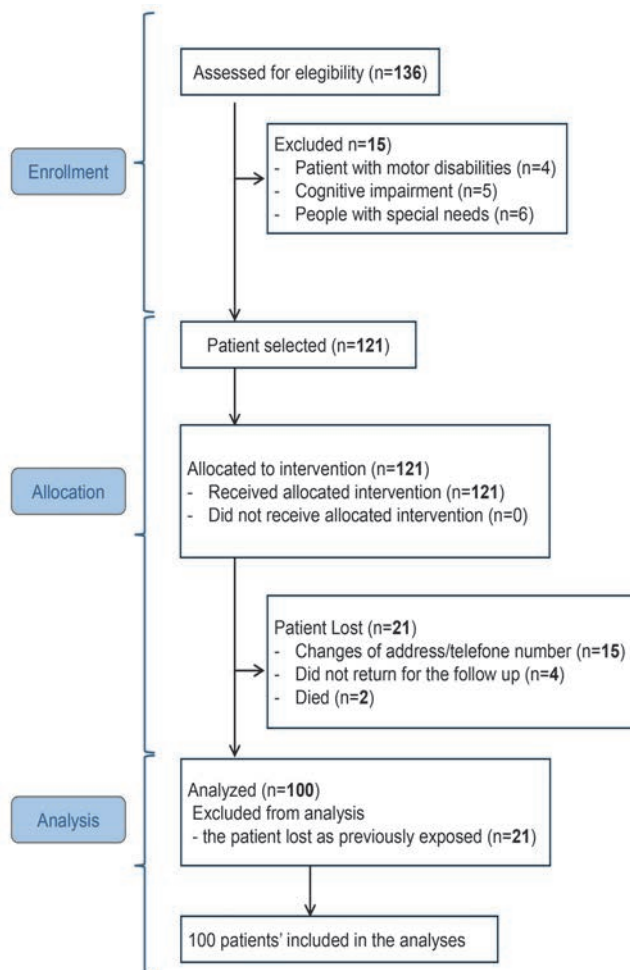 Assessed for elegibility (n=136)
Enrollment
Excluded n=15)
- Patient with motor disabilities (n=4)
- Cognitive impairment (n=5)
- People with special needs (n=6)
Patient selected (n=121)
Allocation
Allocated to intervention (n=121)
- Received allocated intervention (n=121)
- Did not receive allocated intervention (n=0)
Patient Lost (n=21)
- Changes of address/telefone number (n=15)
- Did not return for the follow up (n=4)
- Died (n=2)
Analysis
Analyzed (n=100)
Excluded from analysis
- the patient lost as previously exposed (n=21)
100 patients' included in the analyses